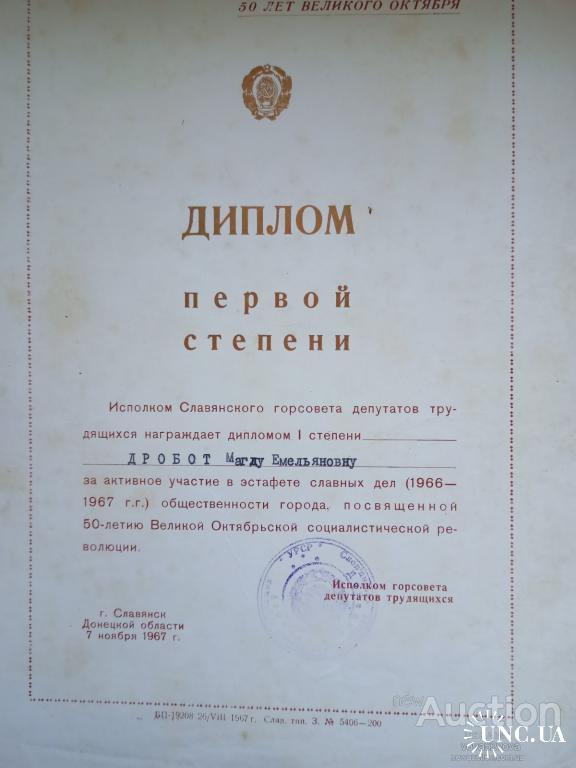 50 ЛЕТ ВЕЛИКОГО ОКТЯБРЯ
ДИПЛОМ
первой
степени
Исполком Славянского горсовета депутатов тру-
дящихся награждает дипломом I степени
ДРОБОТ Магду Емельяновну
за активное участие в эстафете славных дел (1966—
1967 г.г.) общественности города, посвященной
50-летию Великой Октябрьской социалистической ре-
волюции.
УРСР
Исполком горсовета
депутатов трудящихся
г. Славянск
Донецкой области
7 ноября 1967 г.
БП-19208 26/VIII 1967 г. Слав. тип. З. № 5406—200
new
Auction
UNC.UA